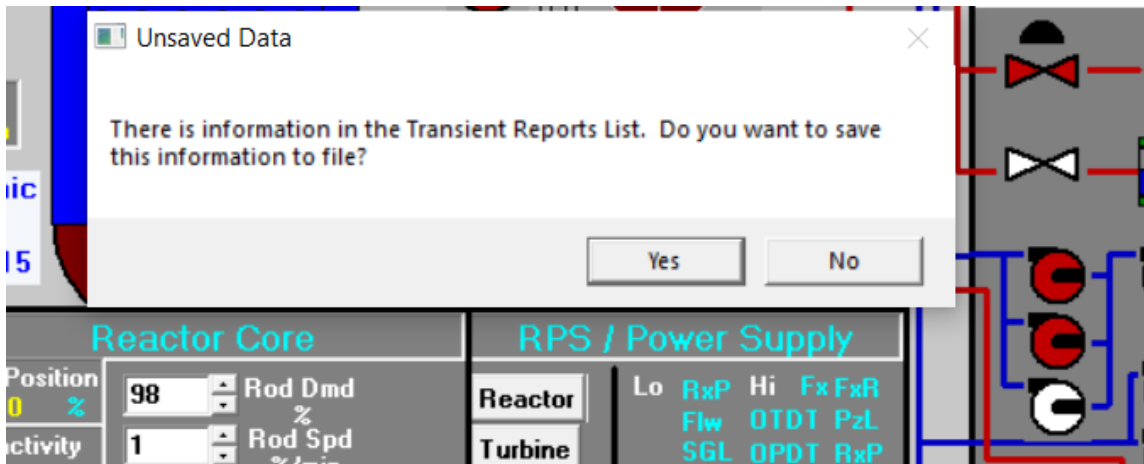 Unsaved Data
There is information in the Transient Reports List.  Do you want to save
this information to file?
15
Yes
No
Reactor Core
RPS / Power Supply
Position
0 %
98
Rod Dmd
%
Reactor
Lo RxP Hi Fx FxR
Flw OTDT PzL
1
Rod Spd
Turbine
SGL OPDT RxP